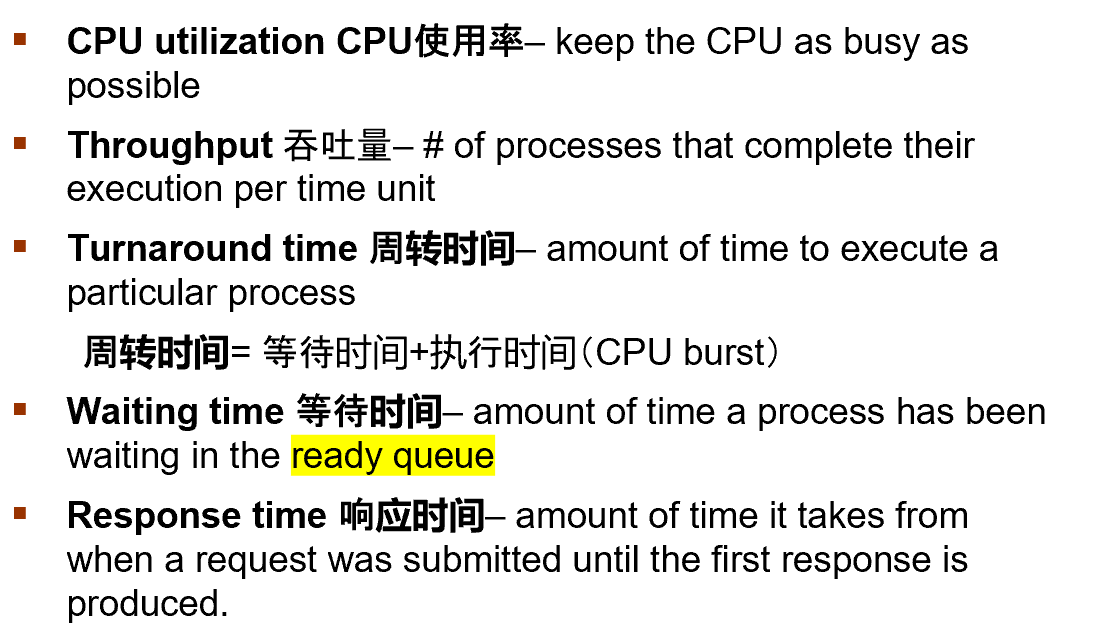 ▪ CPU utilization CPU使用率– keep the CPU as busy as
possible
▪ Throughput 吞吐量– # of processes that complete their
execution per time unit
▪ Turnaround time 周转时间– amount of time to execute a
particular process
周转时间= 等待时间+执行时间（CPU burst）
▪ Waiting time 等待时间– amount of time a process has been
waiting in the ready queue
▪ Response time 响应时间– amount of time it takes from
when a request was submitted until the first response is
produced.